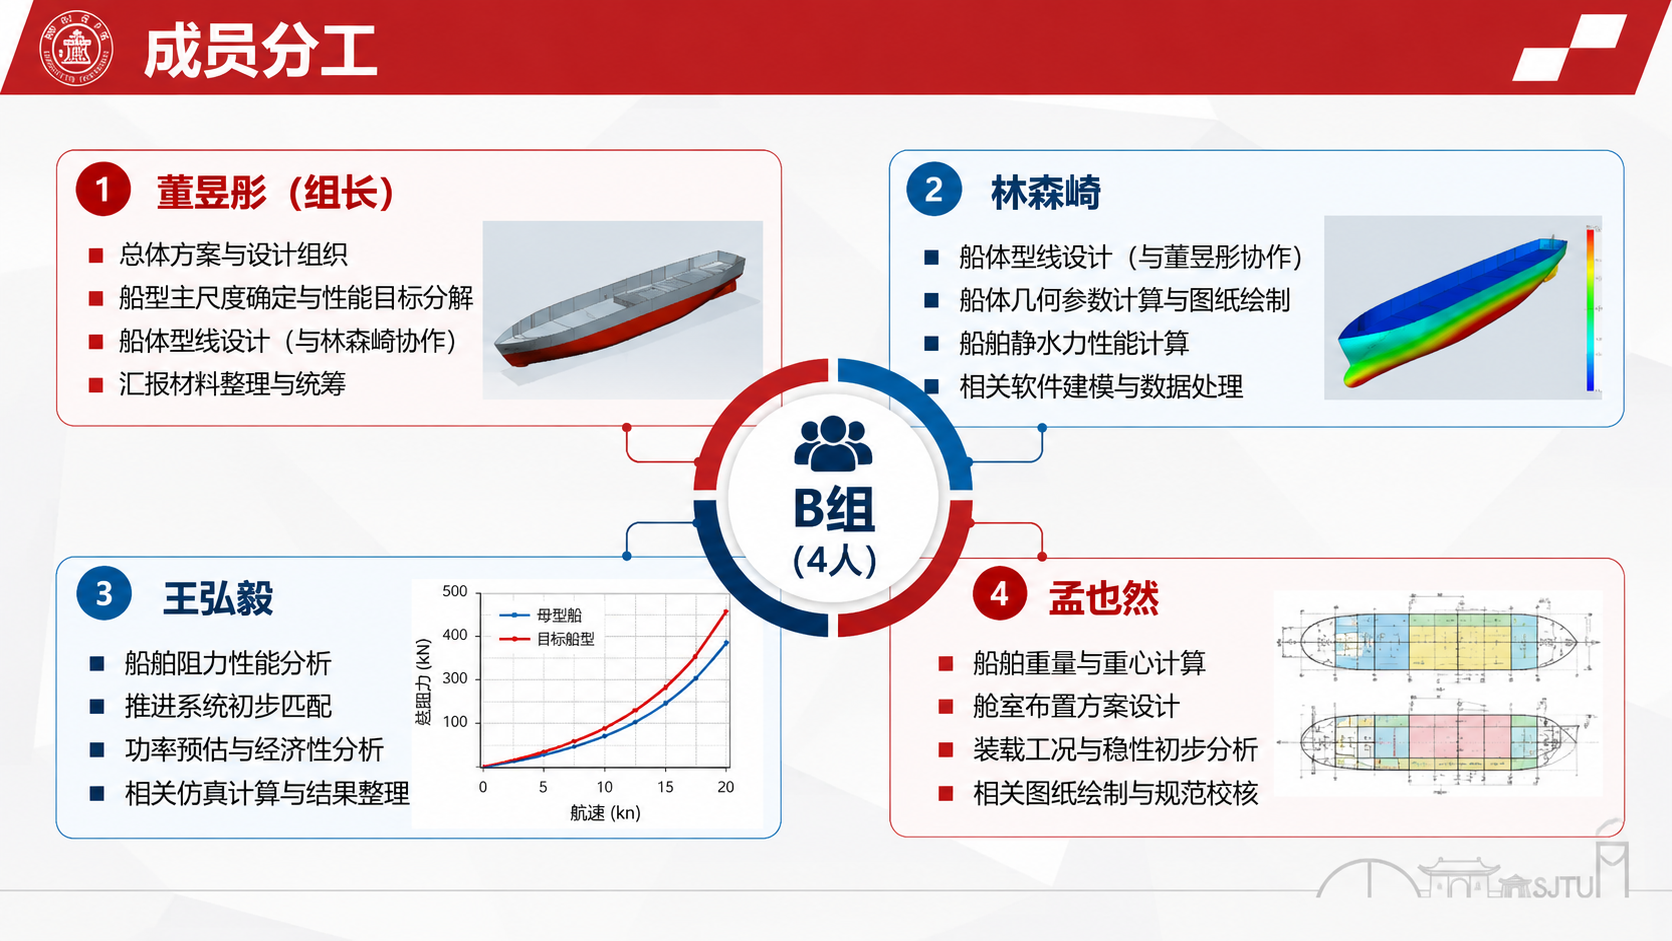 成员分工
1 董昱彤（组长）
总体方案与设计组织
船型主尺度确定与性能目标分解
船体型线设计（与林森崎协作）
汇报材料整理与统筹
2 林森崎
船体型线设计（与董昱彤协作）
船体几何参数计算与图纸绘制
船舶静水力性能计算
相关软件建模与数据处理
B组
(4人)
3 王弘毅
船舶阻力性能分析
推进系统初步匹配
功率预估与经济性分析
相关仿真计算与结果整理
500
400
300
100
母型船
目标船型
0 5 10 15 20
航速 (kn)
4 孟也然
船舶重量与重心计算
舱室布置方案设计
装载工况与稳性初步分析
相关图纸绘制与规范校核
SJTU